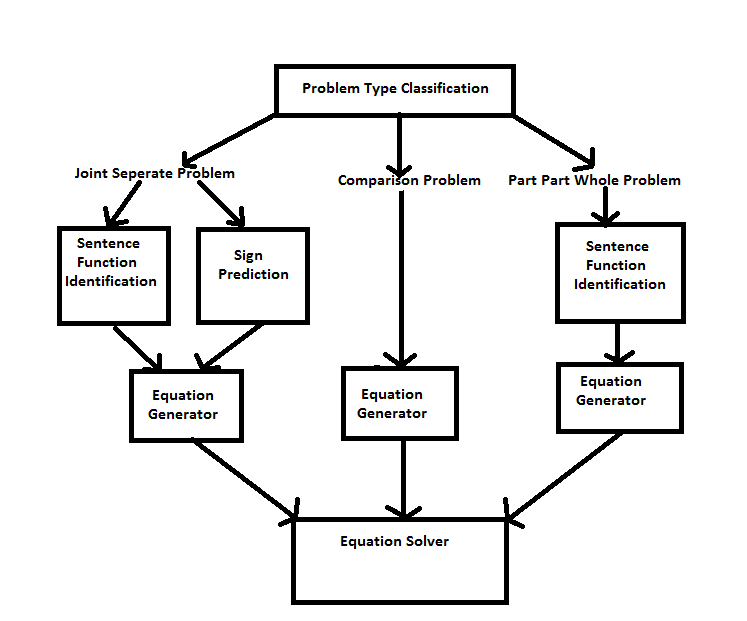 Problem Type Classification
Joint Seperate Problem
Comparison Problem
Part Part Whole Problem
Sentence
Function
Identification
Sign
Prediction
Sentence
Function
Identification
Equation
Generator
Equation
Generator
Equation
Generator
Equation Solver